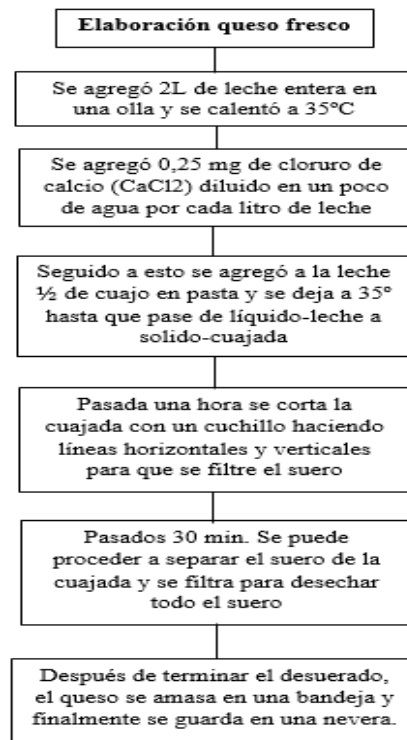 Elaboración queso fresco
Se agregó 2L de leche entera en
una olla y se calentó a 35°C
Se agregó 0,25 mg de cloruro de
calcio (CaCl2) diluido en un poco
de agua por cada litro de leche
Seguido a esto se agregó a la leche
½ de cuajo en pasta y se deja a 35°
hasta que pase de líquido-leche a
solido-cuajada
Pasada una hora se corta la
cuajada con un cuchillo haciendo
líneas horizontales y verticales
para que se filtre el suero
Pasados 30 min. Se puede
proceder a separar el suero de la
cuajada y se filtra para desechar
todo el suero
Después de terminar el desuerado,
el queso se amasa en una bandeja y
finalmente se guarda en una nevera.